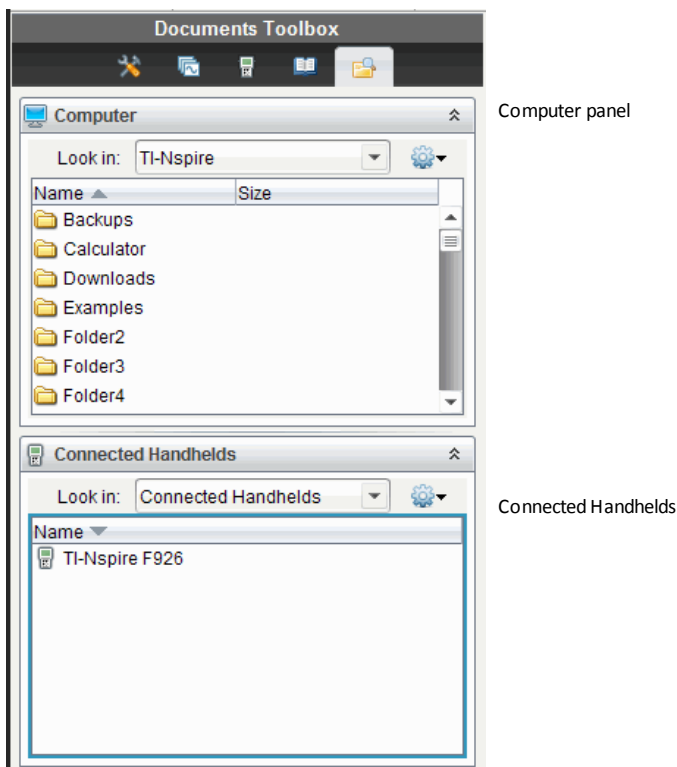 Documents Toolbox
Computer
Computer panel
Look in: TI-Nspire
Name Size
Backups
Calculator
Downloads
Examples
Folder2
Folder3
Folder4
Connected Handhelds
Look in: Connected Handhelds
Connected Handhelds
Name
TI-Nspire F926